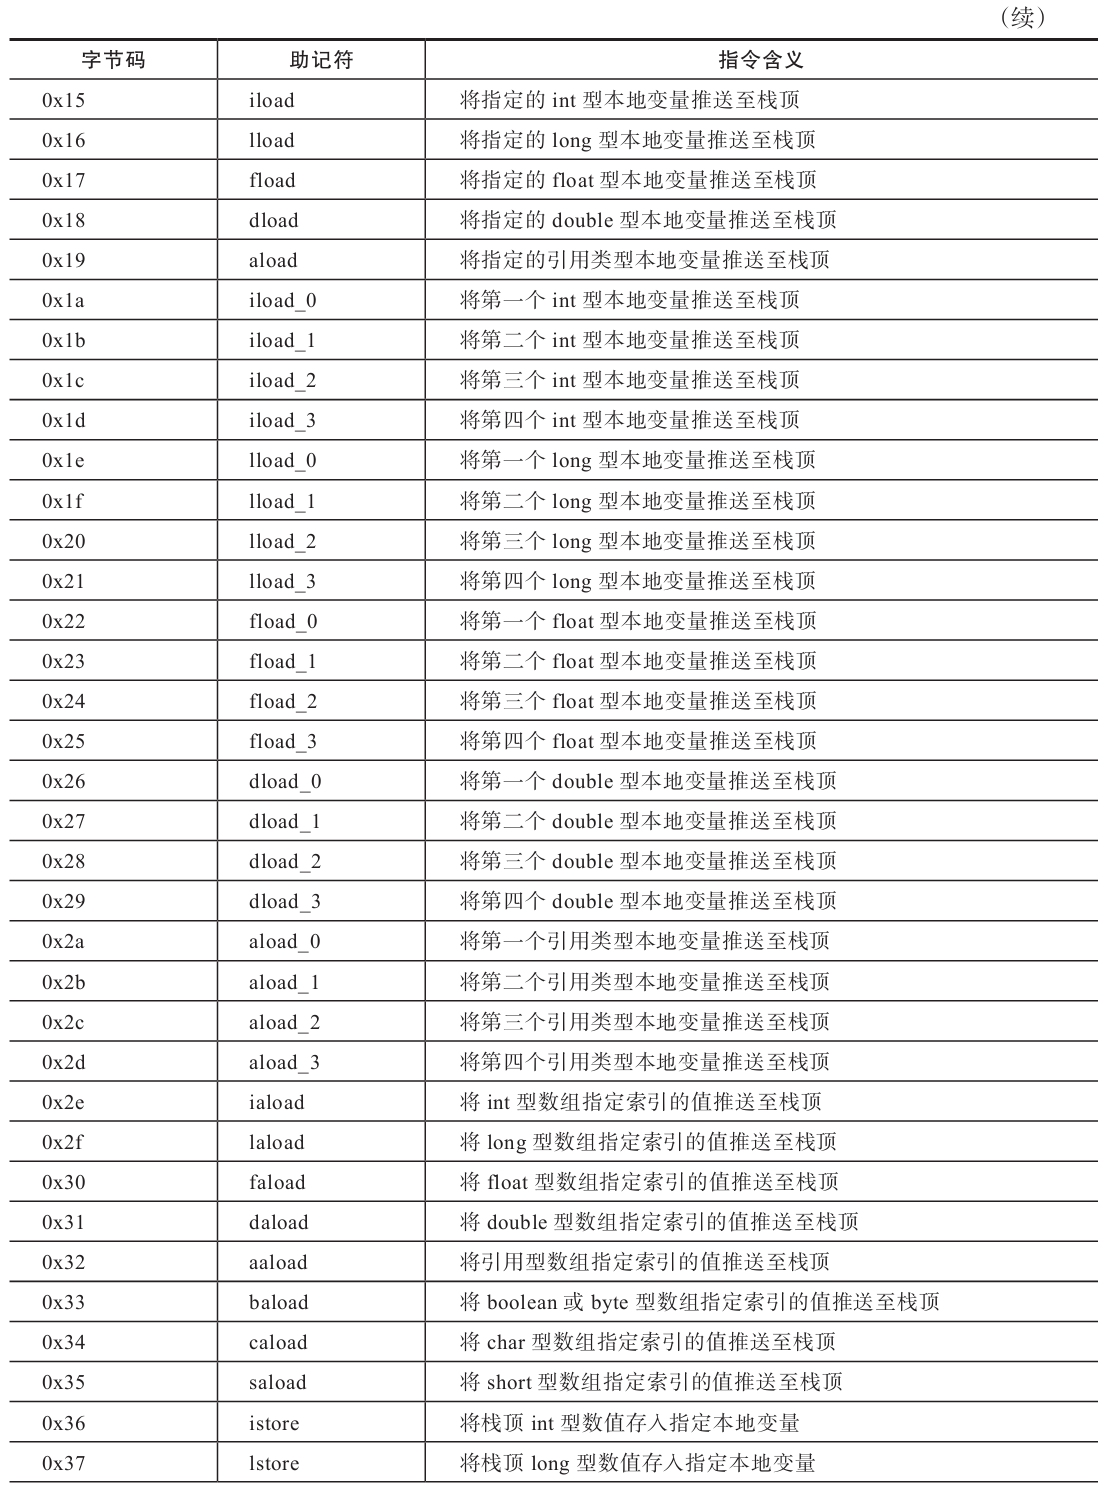 （续）
字节码 助记符 指令含义
0x15 iload 将指定的 int 型本地变量推送至栈顶
0x16 lload 将指定的 long 型本地变量推送至栈顶
0x17 fload 将指定的 float 型本地变量推送至栈顶
0x18 dload 将指定的 double 型本地变量推送至栈顶
0x19 aload 将指定的引用类型本地变量推送至栈顶
0x1a iload_0 将第一个 int 型本地变量推送至栈顶
0x1b iload_1 将第二个 int 型本地变量推送至栈顶
0x1c iload_2 将第三个 int 型本地变量推送至栈顶
0x1d iload_3 将第四个 int 型本地变量推送至栈顶
0x1e lload_0 将第一个 long 型本地变量推送至栈顶
0x1f lload_1 将第二个 long 型本地变量推送至栈顶
0x20 lload_2 将第三个 long 型本地变量推送至栈顶
0x21 lload_3 将第四个 long 型本地变量推送至栈顶
0x22 fload_0 将第一个 float 型本地变量推送至栈顶
0x23 fload_1 将第二个 float 型本地变量推送至栈顶
0x24 fload_2 将第三个 float 型本地变量推送至栈顶
0x25 fload_3 将第四个 float 型本地变量推送至栈顶
0x26 dload_0 将第一个 double 型本地变量推送至栈顶
0x27 dload_1 将第二个 double 型本地变量推送至栈顶
0x28 dload_2 将第三个 double 型本地变量推送至栈顶
0x29 dload_3 将第四个 double 型本地变量推送至栈顶
0x2a aload_0 将第一个引用类型本地变量推送至栈顶
0x2b aload_1 将第二个引用类型本地变量推送至栈顶
0x2c aload_2 将第三个引用类型本地变量推送至栈顶
0x2d aload_3 将第四个引用类型本地变量推送至栈顶
0x2e iaload 将 int 型数组指定索引的值推送至栈顶
0x2f laload 将 long 型数组指定索引的值推送至栈顶
0x30 faload 将 float 型数组指定索引的值推送至栈顶
0x31 daload 将 double 型数组指定索引的值推送至栈顶
0x32 aaload 将引用型数组指定索引的值推送至栈顶
0x33 baload 将 boolean 或 byte 型数组指定索引的值推送至栈顶
0x34 caload 将 char 型数组指定索引的值推送至栈顶
0x35 saload 将 short 型数组指定索引的值推送至栈顶
0x36 istore 将栈顶 int 型数值存入指定本地变量
0x37 lstore 将栈顶 long 型数值存入指定本地变量